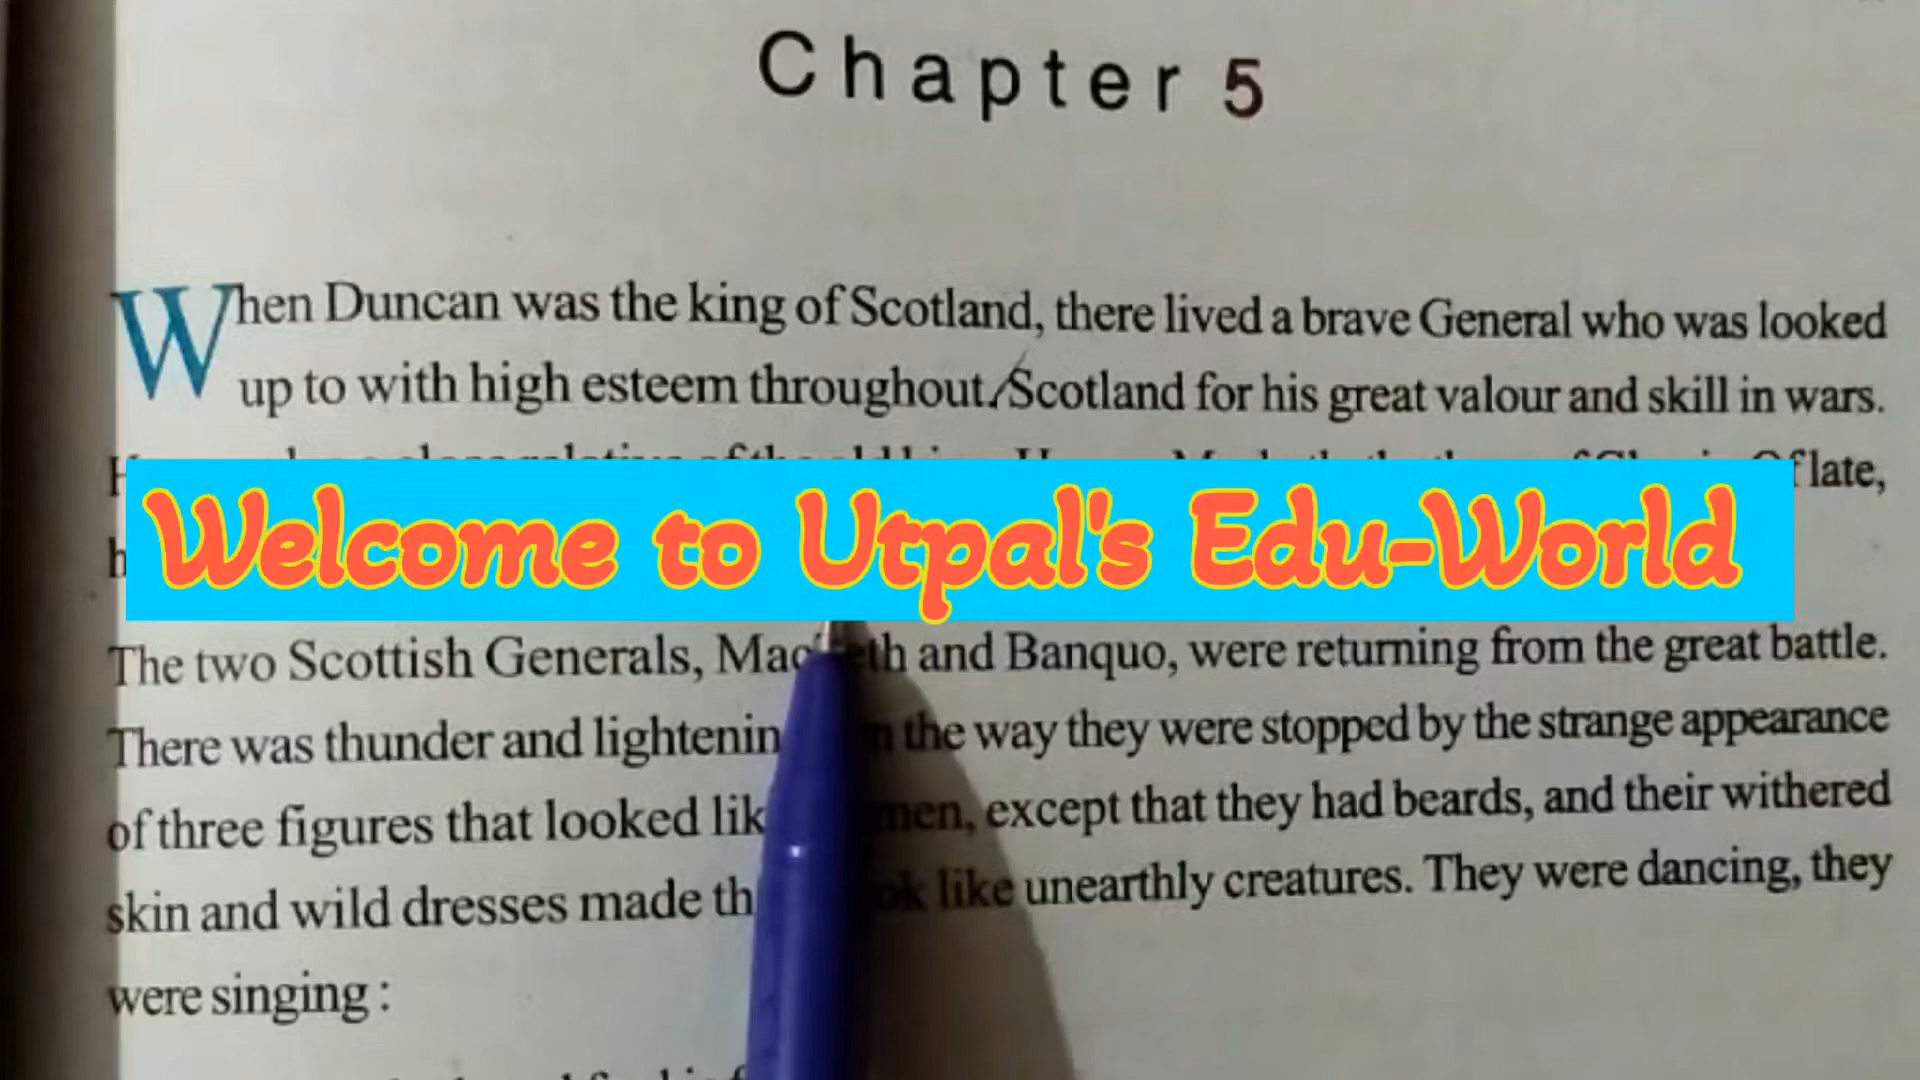 Chapter 5
When Duncan was the king of Scotland, there lived a brave General who was looked
up to with high esteem throughout Scotland for his great valour and skill in wars.
of late,
Welcome to Utpal's Edu-World
The two Scottish Generals, and Banquo, were returning from the great battle.
There was thunder and the way they were stopped by the strange appearance
of three figures that looked except that they had beards, and their withered
skin and wild dresses made like unearthly creatures. They were dancing, they
were singing :